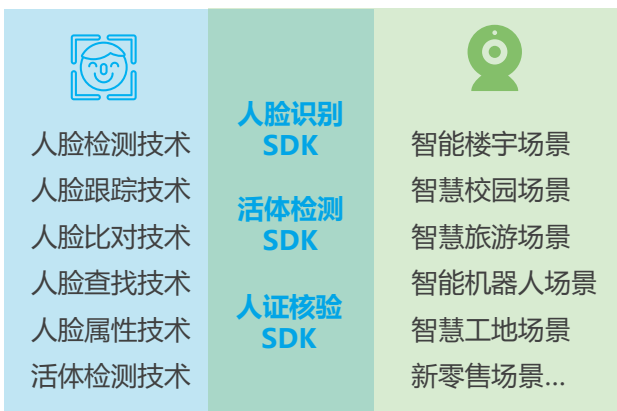 人脸检测技术
人脸跟踪技术
人脸比对技术
人脸查找技术
人脸属性技术
活体检测技术
人脸识别
SDK
活体检测
SDK
人证核验
SDK
智能楼宇场景
智慧校园场景
智慧旅游场景
智能机器人场景
智慧工地场景
新零售场景...